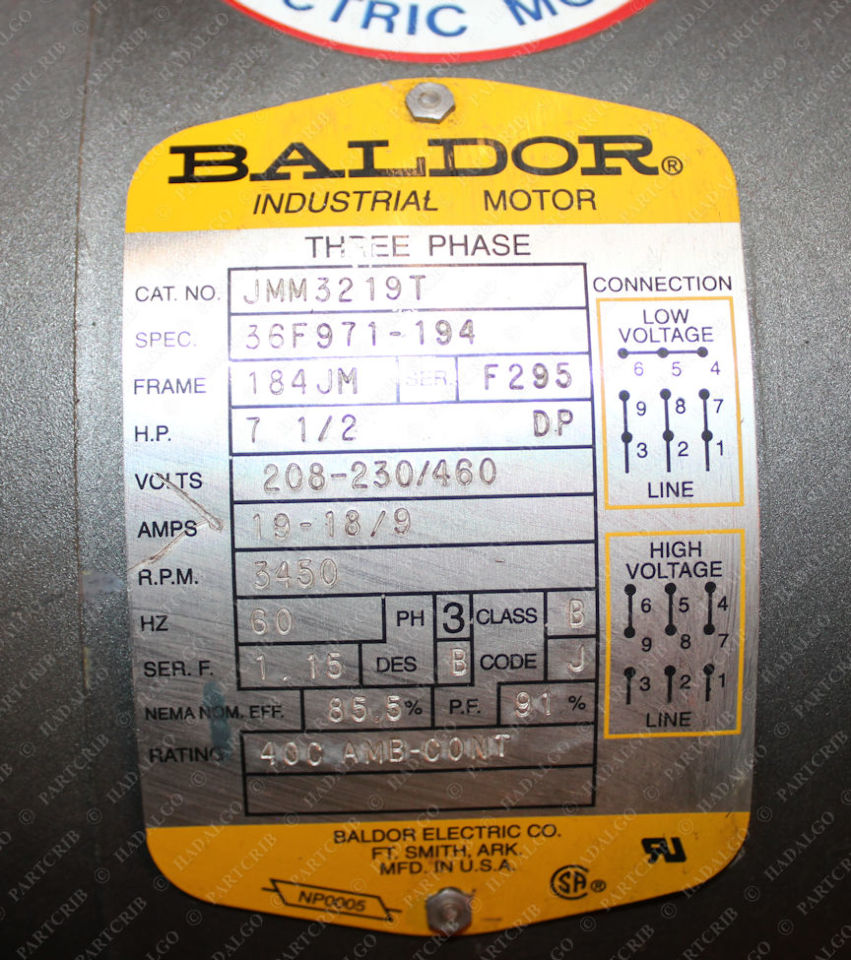 CTRIC MO
BALDOR®
INDUSTRIAL MOTOR
THREE PHASE
CAT. NO. JMM3219T
SPEC. 36F971-194
FRAME 184JM SER. F295
H.P. 7 1/2 DP
VOLTS 208-230/460
AMPS 19-18/9
R.P.M. 3450
HZ 60 PH 3 CLASS B
SER. F. 1.15 DES B CODE J
NEMA NOM. EFF. 85.5% P.F. 91 %
RATING 40C AMB-CONT
CONNECTION
LOW
VOLTAGE
6 5 4
9 8 7
3 2 1
LINE
HIGH
VOLTAGE
6 5 4
9 8 7
3 2 1
LINE
BALDOR ELECTRIC CO.
FT. SMITH, ARK.
MFD. IN U.S.A.
NP0005
SA®
RU
© PARTCRIB © HADALGO